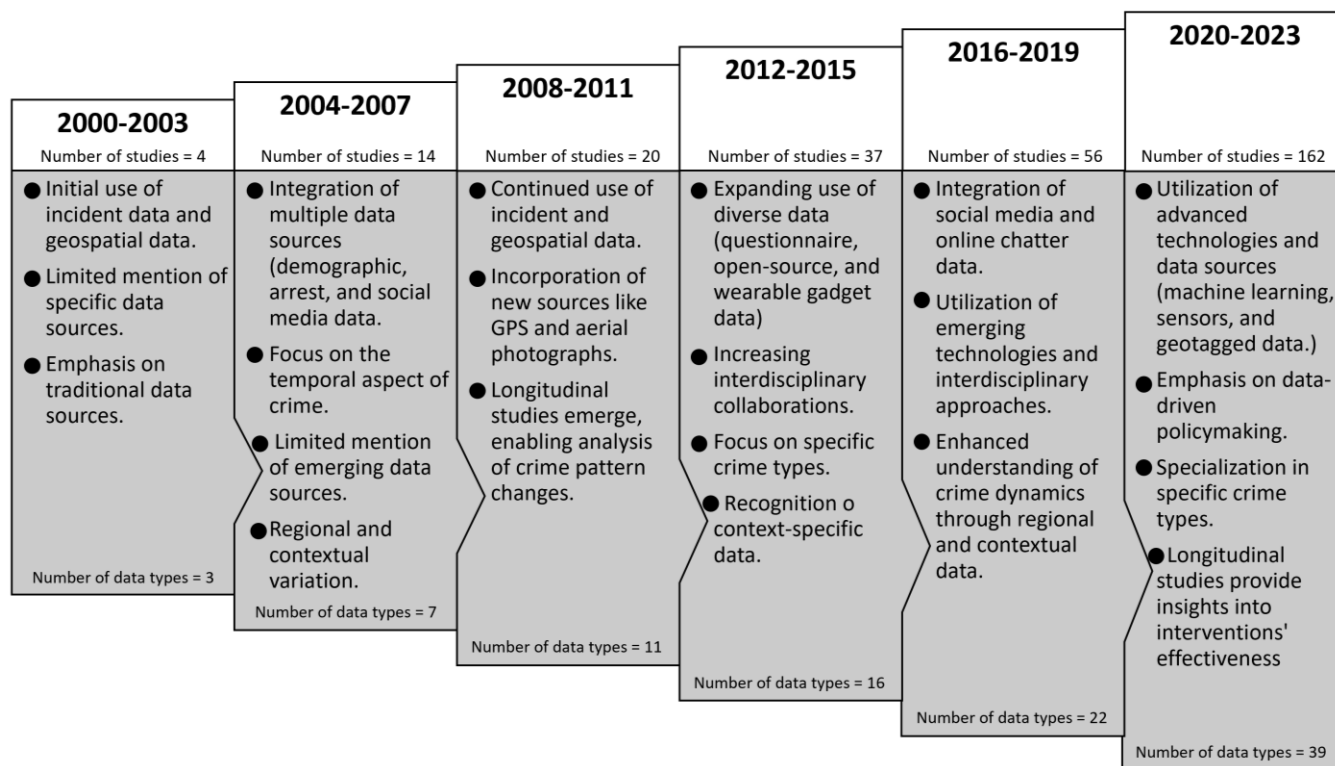 2000-2003
Number of studies = 4
● Initial use of
incident data and
geospatial data.
● Limited mention of
specific data
sources.
● Emphasis on
traditional data
sources.
Number of data types = 3
2004-2007
Number of studies = 14
● Integration of
multiple data
sources
(demographic,
arrest, and social
media data.
● Focus on the
temporal aspect of
crime.
● Limited mention
of emerging data
sources.
● Regional and
contextual
variation.
Number of data types = 7
2008-2011
Number of studies = 20
● Continued use of
incident and
geospatial data.
● Incorporation of
new sources like
GPS and aerial
photographs.
● Longitudinal
studies emerge,
enabling analysis
of crime pattern
changes.
Number of data types = 11
2012-2015
Number of studies = 37
● Expanding use of
diverse data
(questionnaire,
open-source, and
wearable gadget
data)
● Increasing
interdisciplinary
collaborations.
● Focus on specific
crime types.
● Recognition o
context-specific
data.
Number of data types = 16
2016-2019
Number of studies = 56
● Integration of
social media and
online chatter
data.
● Utilization of
emerging
technologies and
interdisciplinary
approaches.
● Enhanced
understanding of
crime dynamics
through regional
and contextual
data.
Number of data types = 22
2020-2023
Number of studies = 162
● Utilization of
advanced
technologies and
data sources
(machine learning,
sensors, and
geotagged data.)
● Emphasis on data-
driven
policymaking.
● Specialization in
specific crime
types.
● Longitudinal
studies provide
insights into
interventions'
effectiveness
Number of data types = 39